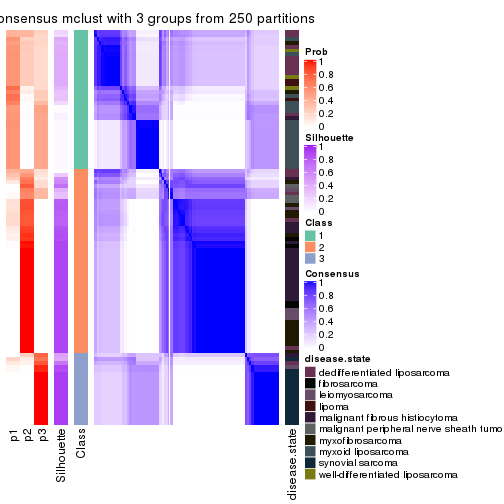 onsensus mclust with 3 groups from 250 partitions
Prob
1
0.8
0.6
0.4
0.2
0
Silhouette
1
0.8
0.6
0.4
0.2
0
Class
1
2
3
Consensus
1
0.8
0.6
0.4
0.2
0
disease.state
dedifferentiated liposarcoma
fibrosarcoma
leiomyosarcoma
lipoma
malignant fibrous histiocytoma
malignant peripheral nerve sheath tumo
myxofibrosarcoma
myxoid liposarcoma
synovial sarcoma
well-differentiated liposarcoma
p1
p2
p3
Silhouette
Class
disease.state